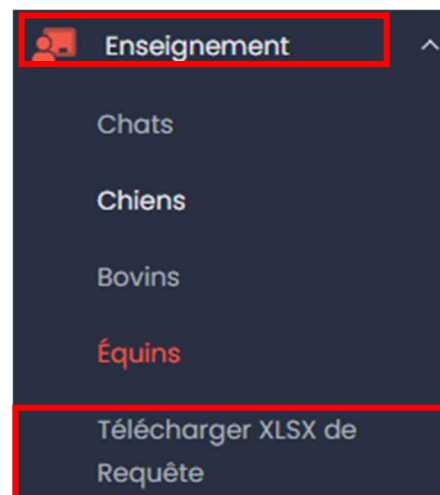 Enseignement
Chats
Chiens
Bovins
Équins
Télécharger XLSX de
Requête